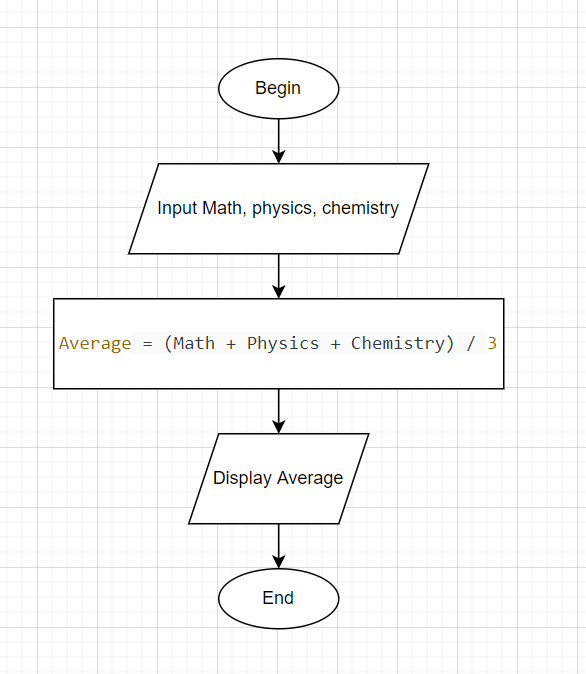 Begin
Input Math, physics, chemistry
Average = (Math + Physics + Chemistry) / 3
Display Average
End